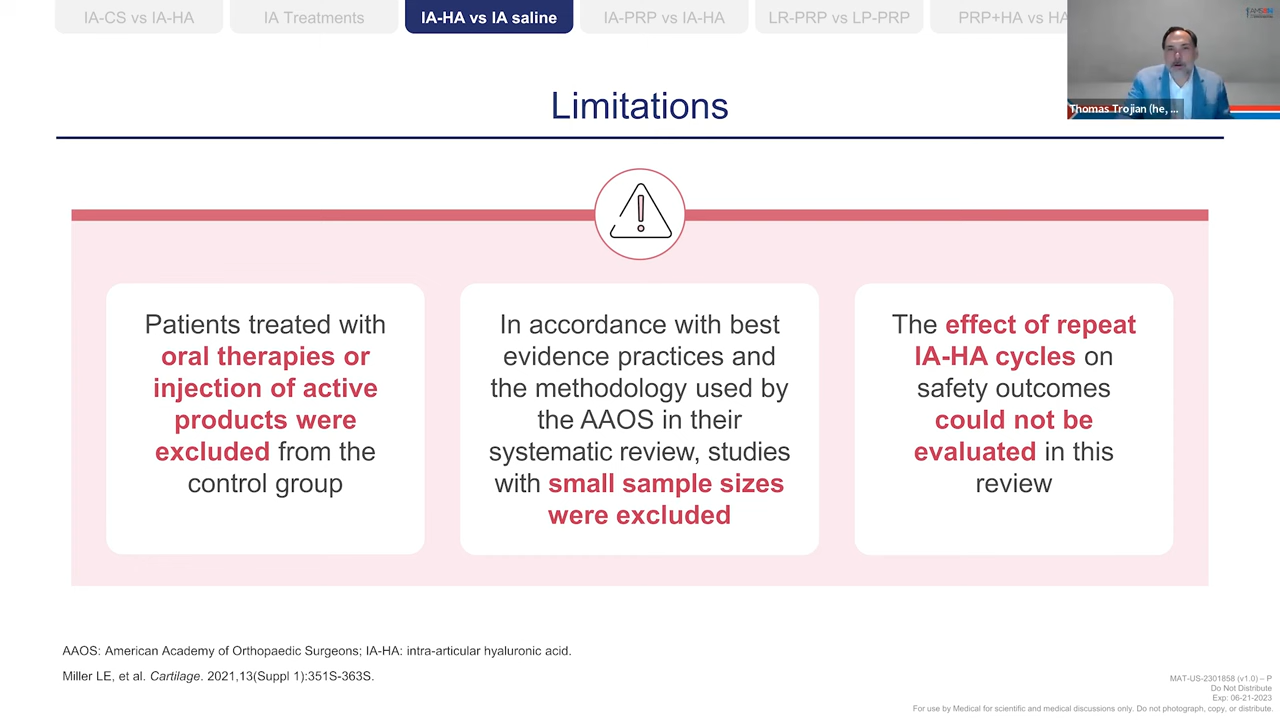 IA-CS vs IA-HA
IA Treatments
IA-HA vs IA saline
IA-PRP vs IA-HA
LR-PRP vs LP-PRP
PRP+HA vs HA
Thomas Trojian (he, ...
Limitations
Patients treated with
oral therapies or
injection of active
products were
excluded from the
control group
In accordance with best
evidence practices and
the methodology used by
the AAOS in their
systematic review, studies
with small sample sizes
were excluded
The effect of repeat
IA-HA cycles on
safety outcomes
could not be
evaluated in this
review
AAOS: American Academy of Orthopaedic Surgeons; IA-HA: intra-articular hyaluronic acid.
Miller LE, et al. Cartilage. 2021,13(Suppl 1):351S-363S.
MAT-US-2301858 (v1.0) – P
Do Not Distribute
Exp: 06-21-2023
For use by Medical for scientific and medical discussions only. Do not photograph, copy, or distribute.